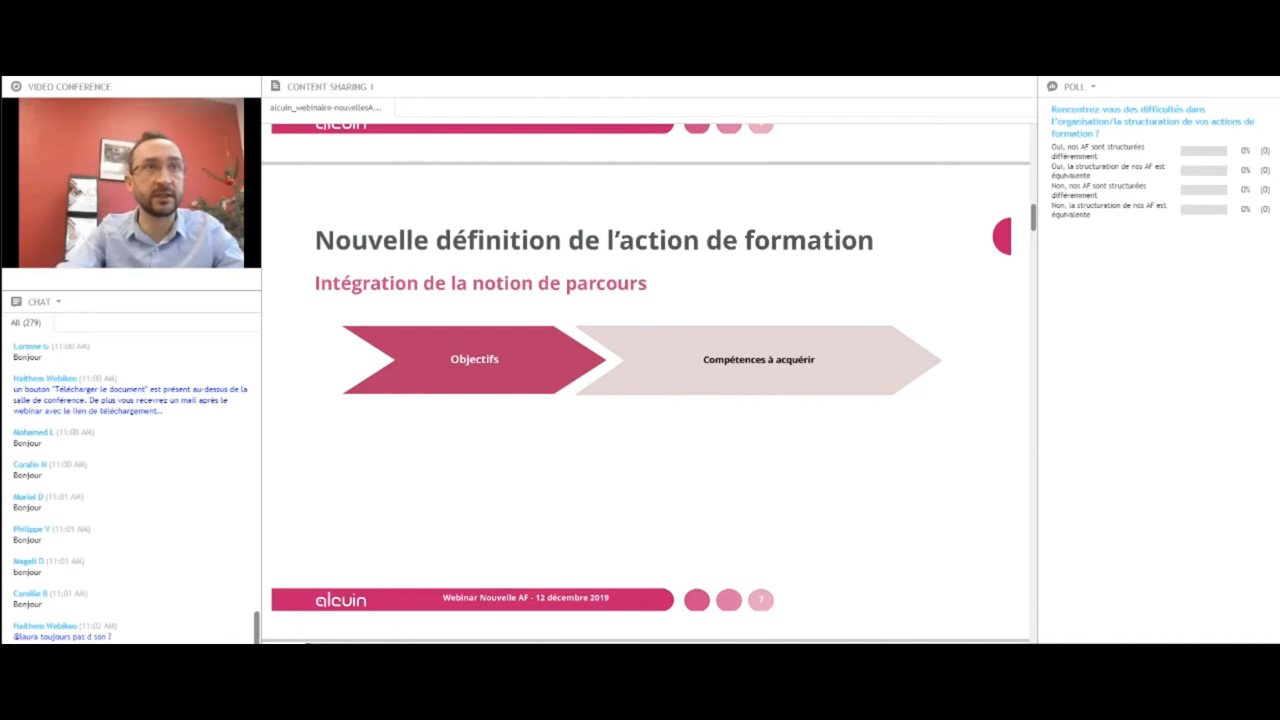 VIDEO CONFERENCE
CHAT
All (279)
Corinne G (11:00 AM)
Bonjour
Haithem Webikeo (11:00 AM)
un bouton "Télécharger le document" est présent au-dessus de la
salle de conférence. De plus vous recevrez un mail après le
webinar avec le lien de téléchargement..
Mohamed L (11:00 AM)
Bonjour
Coralie N (11:00 AM)
Bonjour
Muriel D (11:01 AM)
Bonjour
Philippe V (11:01 AM)
Bonjour
Magali D (11:01 AM)
bonjour
Camille B (11:01 AM)
Bonjour
Haithem Webikeo (11:02 AM)
@laura toujours pas d son ?
CONTENT SHARING 1
alcuin_webinaire-nouvellesA...
alcuin
Nouvelle définition de l'action de formation
Intégration de la notion de parcours
Objectifs
Compétences à acquérir
alcuin
Webinar Nouvelle AF - 12 décembre 2019
?
POLL
Rencontrez-vous des difficultés dans
l'organisation/la structuration de vos actions de
formation ?
Oui, nos AF sont structurées
différemment
0% (0)
Oui, la structuration de nos AF est
équivalente
0% (0)
Non, nos AF sont structurées
différemment
0% (0)
Non, la structuration de nos AF est
équivalente
0% (0)